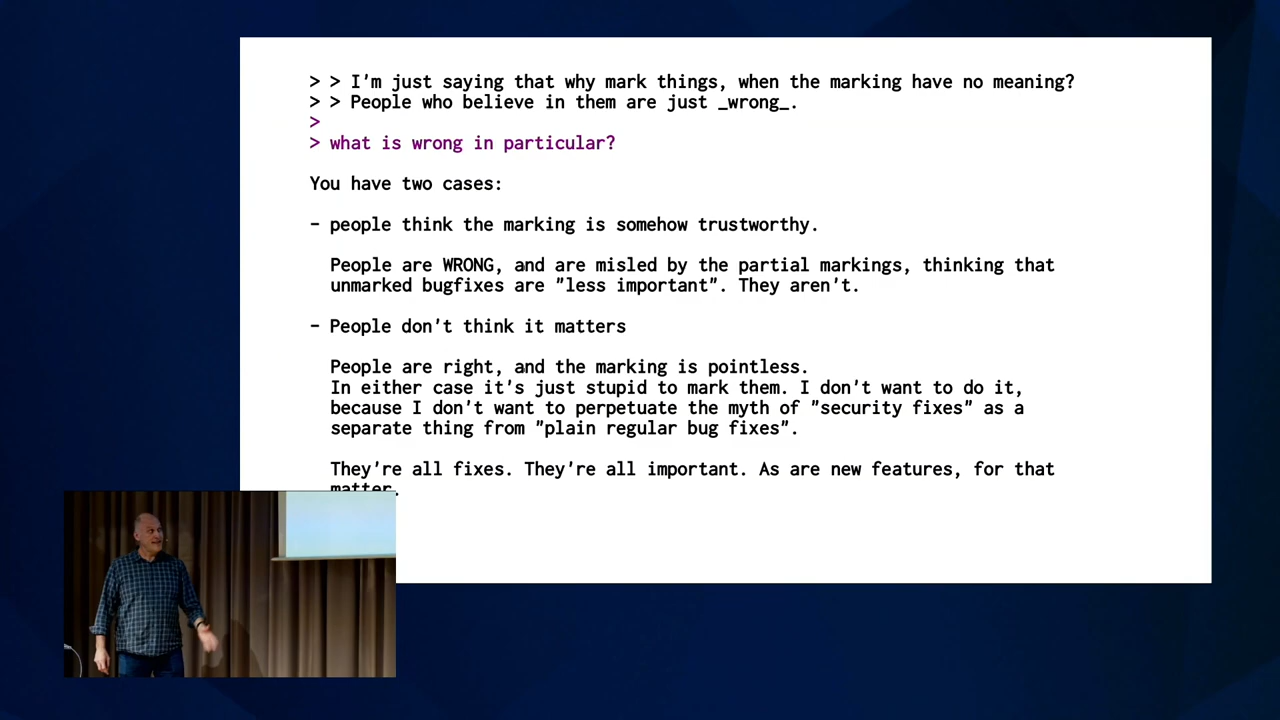 > > I'm just saying that why mark things, when the marking have no meaning?
> > People who believe in them are just _wrong_.
>
> what is wrong in particular?
You have two cases:
- people think the marking is somehow trustworthy.
People are WRONG, and are misled by the partial markings, thinking that
unmarked bugfixes are "less important". They aren't.
- People don't think it matters
People are right, and the marking is pointless.
In either case it's just stupid to mark them. I don't want to do it,
because I don't want to perpetuate the myth of "security fixes" as a
separate thing from "plain regular bug fixes".
They're all fixes. They're all important. As are new features, for that
matter.